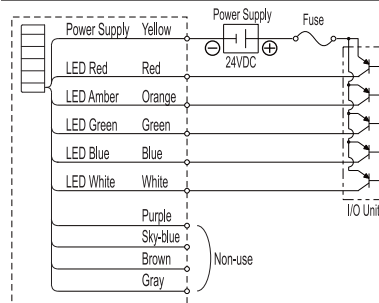 Power Supply Fuse
Power Supply Yellow
24VDC
LED Red Red
LED Amber Orange
LED Green Green
LED Blue Blue
LED White White
I/O Unit
Purple
Sky-blue
Brown Non-use
Gray